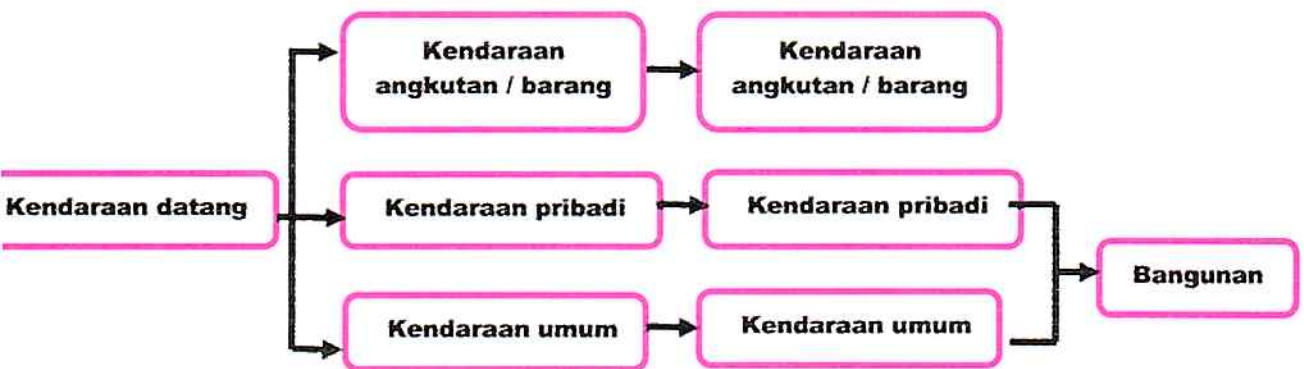 Kendaraan
angkutan / barang
Kendaraan
angkutan / barang
Kendaraan datang
Kendaraan pribadi
Kendaraan pribadi
Bangunan
Kendaraan umum
Kendaraan umum